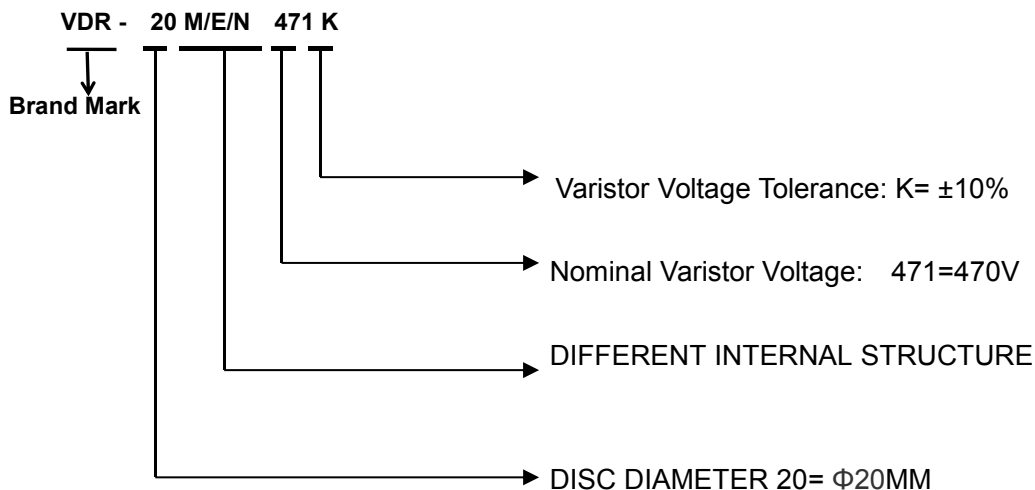 VDR - 20 M/E/N 471 K
Brand Mark
Varistor Voltage Tolerance: K= ±10%
Nominal Varistor Voltage: 471=470V
DIFFERENT INTERNAL STRUCTURE
DISC DIAMETER 20= Φ20MM